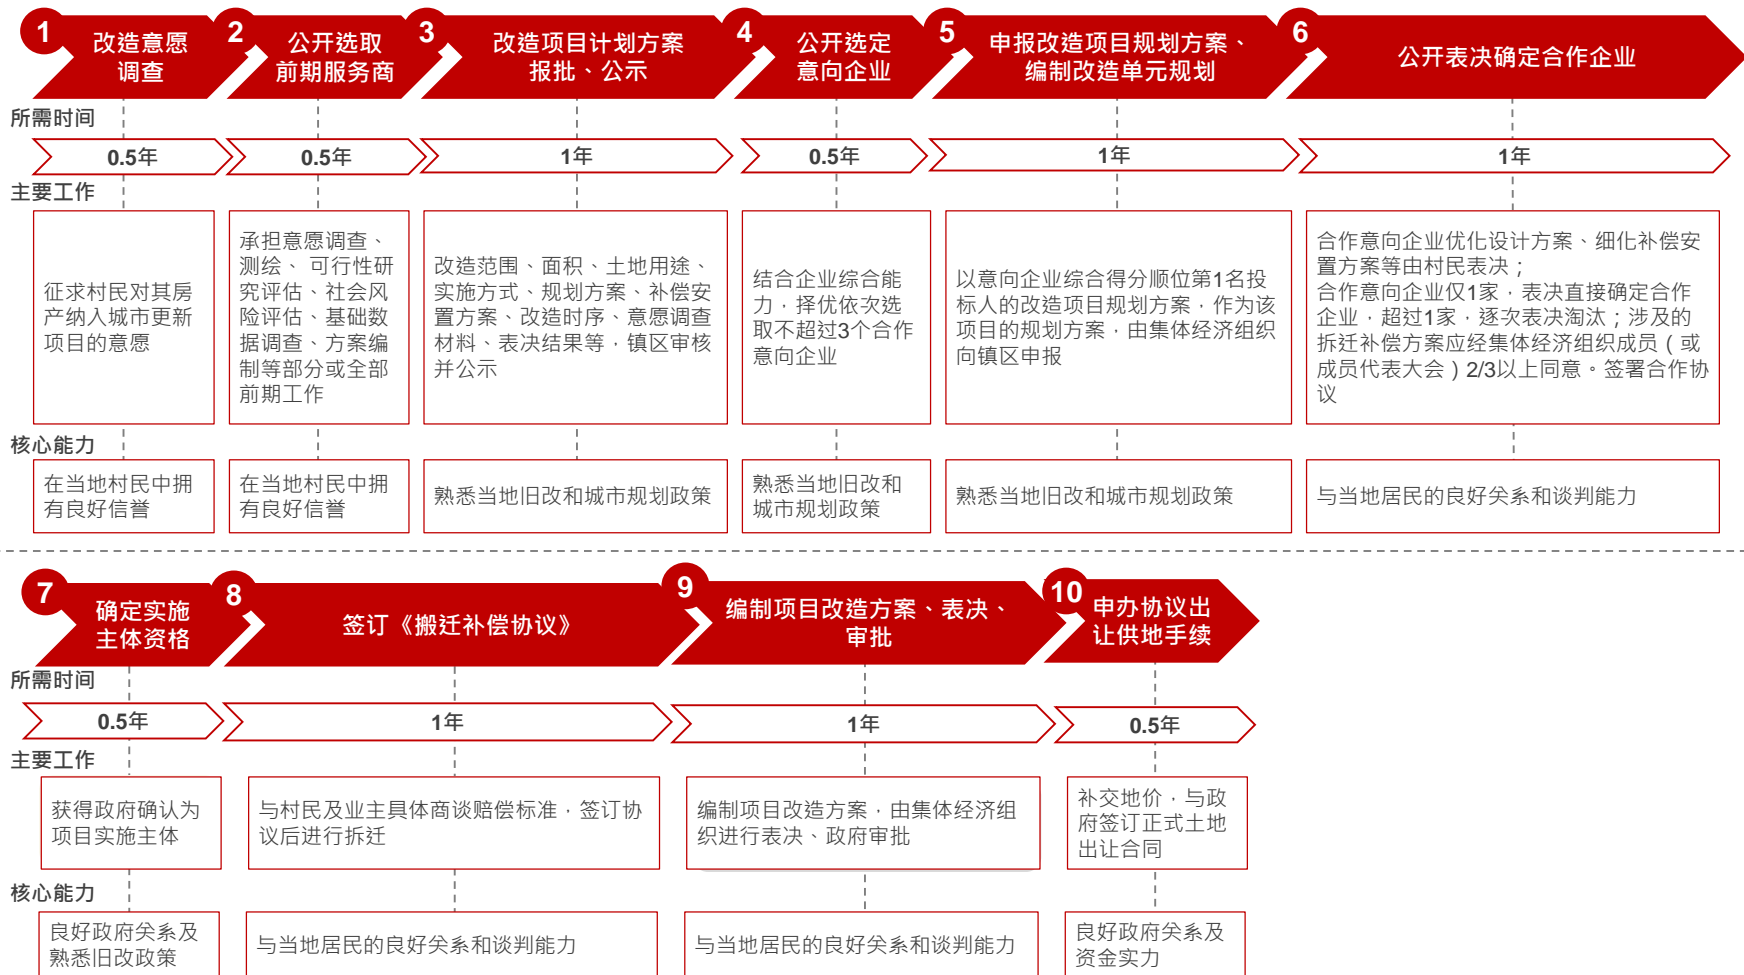 1
改造意愿
调查
2
公开选取
前期服务商
3
改造项目计划方案
报批、公示
4
公开选定
意向企业
5
申报改造项目规划方案、
编制改造单元规划
6
公开表决确定合作企业
所需时间
0.5年
0.5年
1年
0.5年
1年
1年
主要工作
征求村民对其房
产纳入城市更新
项目的意愿
承担意愿调查、
测绘、 可行性研
究评估、社会风
险评估、基础数
据调查、方案编
制等部分或全部
前期工作
改造范围、面积、土地用途、
实施方式、规划方案、补偿安
置方案、改造时序、意愿调查
材料、表决结果等，镇区审核
并公示
结合企业综合能
力，择优依次选
取不超过3个合作
意向企业
以意向企业综合得分顺位第1名投
标人的改造项目规划方案，作为该
项目的规划方案，由集体经济组织
向镇区申报
合作意向企业优化设计方案、细化补偿安
置方案等由村民表决；
合作意向企业仅1家，表决直接确定合作
企业，超过1家，逐次表决淘汰；涉及的
拆迁补偿方案应经集体经济组织成员（或
成员代表大会）2/3以上同意。签署合作协
议
核心能力
在当地村民中拥
有良好信誉
在当地村民中拥
有良好信誉
熟悉当地旧改和城市规划政策
熟悉当地旧改和
城市规划政策
熟悉当地旧改和城市规划政策
与当地居民的良好关系和谈判能力
7
确定实施
主体资格
8
签订《搬迁补偿协议》
9
编制项目改造方案、表决、
审批
10
申办协议出
让供地手续
所需时间
0.5年
1年
1年
0.5年
主要工作
获得政府确认为
项目实施主体
与村民及业主具体商谈赔偿标准，签订协
议后进行拆迁
编制项目改造方案，由集体经济组
织进行表决、政府审批
补交地价，与政
府签订正式土地
出让合同
核心能力
良好政府关系及
熟悉旧改政策
与当地居民的良好关系和谈判能力
与当地居民的良好关系和谈判能力
良好政府关系及
资金实力